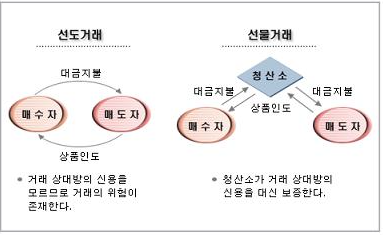 선도거래
대금지불
매수자
매도자
상품인도
• 거래 상대방의 신용을
모르므로 거래의 위험이
존재한다.
선물거래
청산소
대금지불
대금지불
상품인도
매수자
매도자
• 청산소가 거래 상대방의
신용을 대신 보증한다.